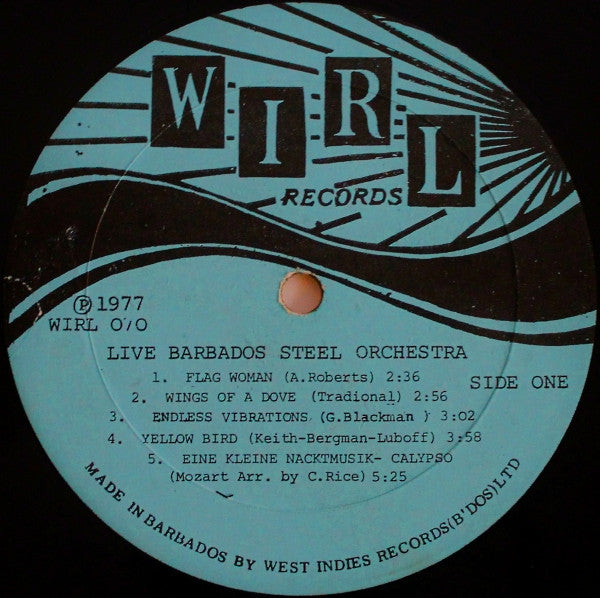 WIRL
RECORDS
Ⓟ 1977
WIRL 070
LIVE BARBADOS STEEL ORCHESTRA
SIDE ONE
1. FLAG WOMAN (A.Roberts) 2:36
2. WINGS OF A DOVE (Tradional) 2:56
3. ENDLESS VIBRATIONS (G.Blackman ) 3:02
4. YELLOW BIRD (Keith-Bergman-Luboff) 3:58
5. EINE KLEINE NACKTMUSIK- CALYPSO
(Mozart Arr. by C.Rice) 5:25
MADE IN BARBADOS BY WEST INDIES RECORDS(B'DOS)LTD